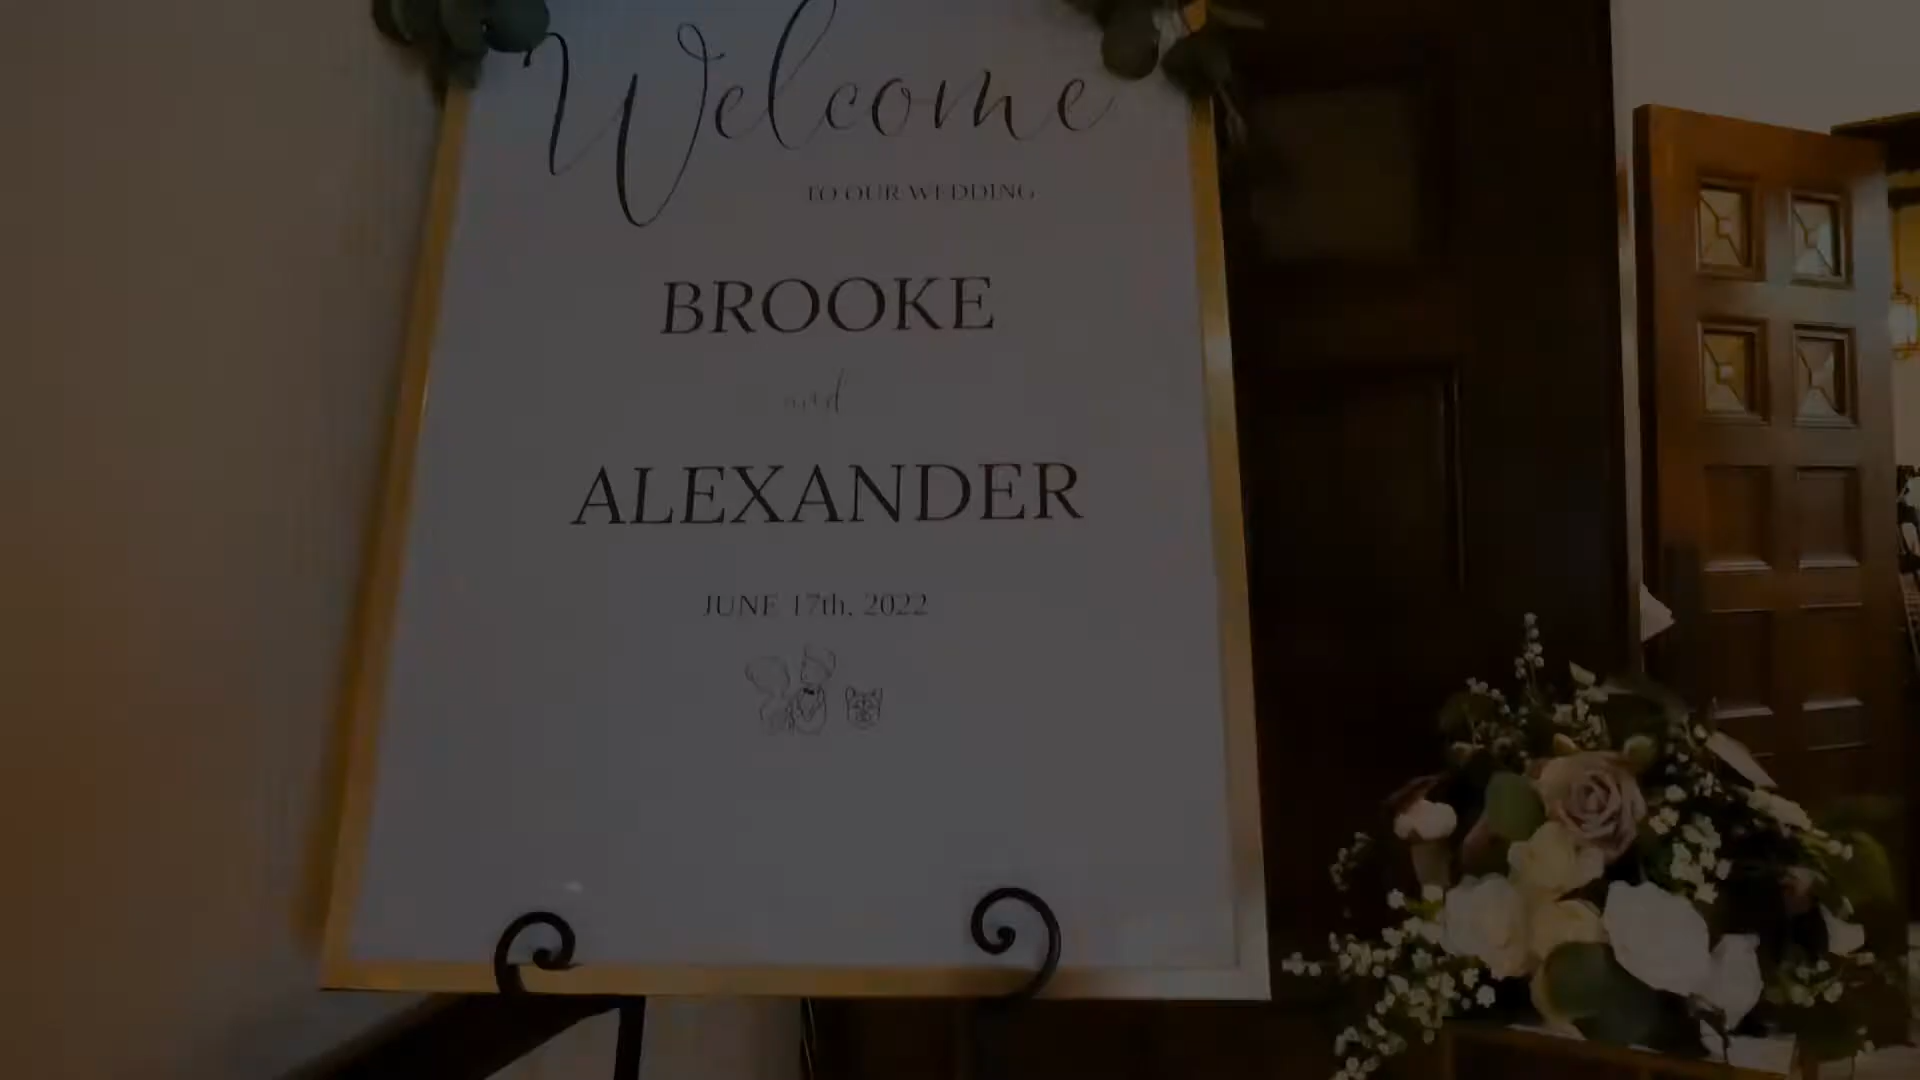 Welcome
TO OUR WEDDING
BROOKE
and
ALEXANDER
JUNE 17th, 2022